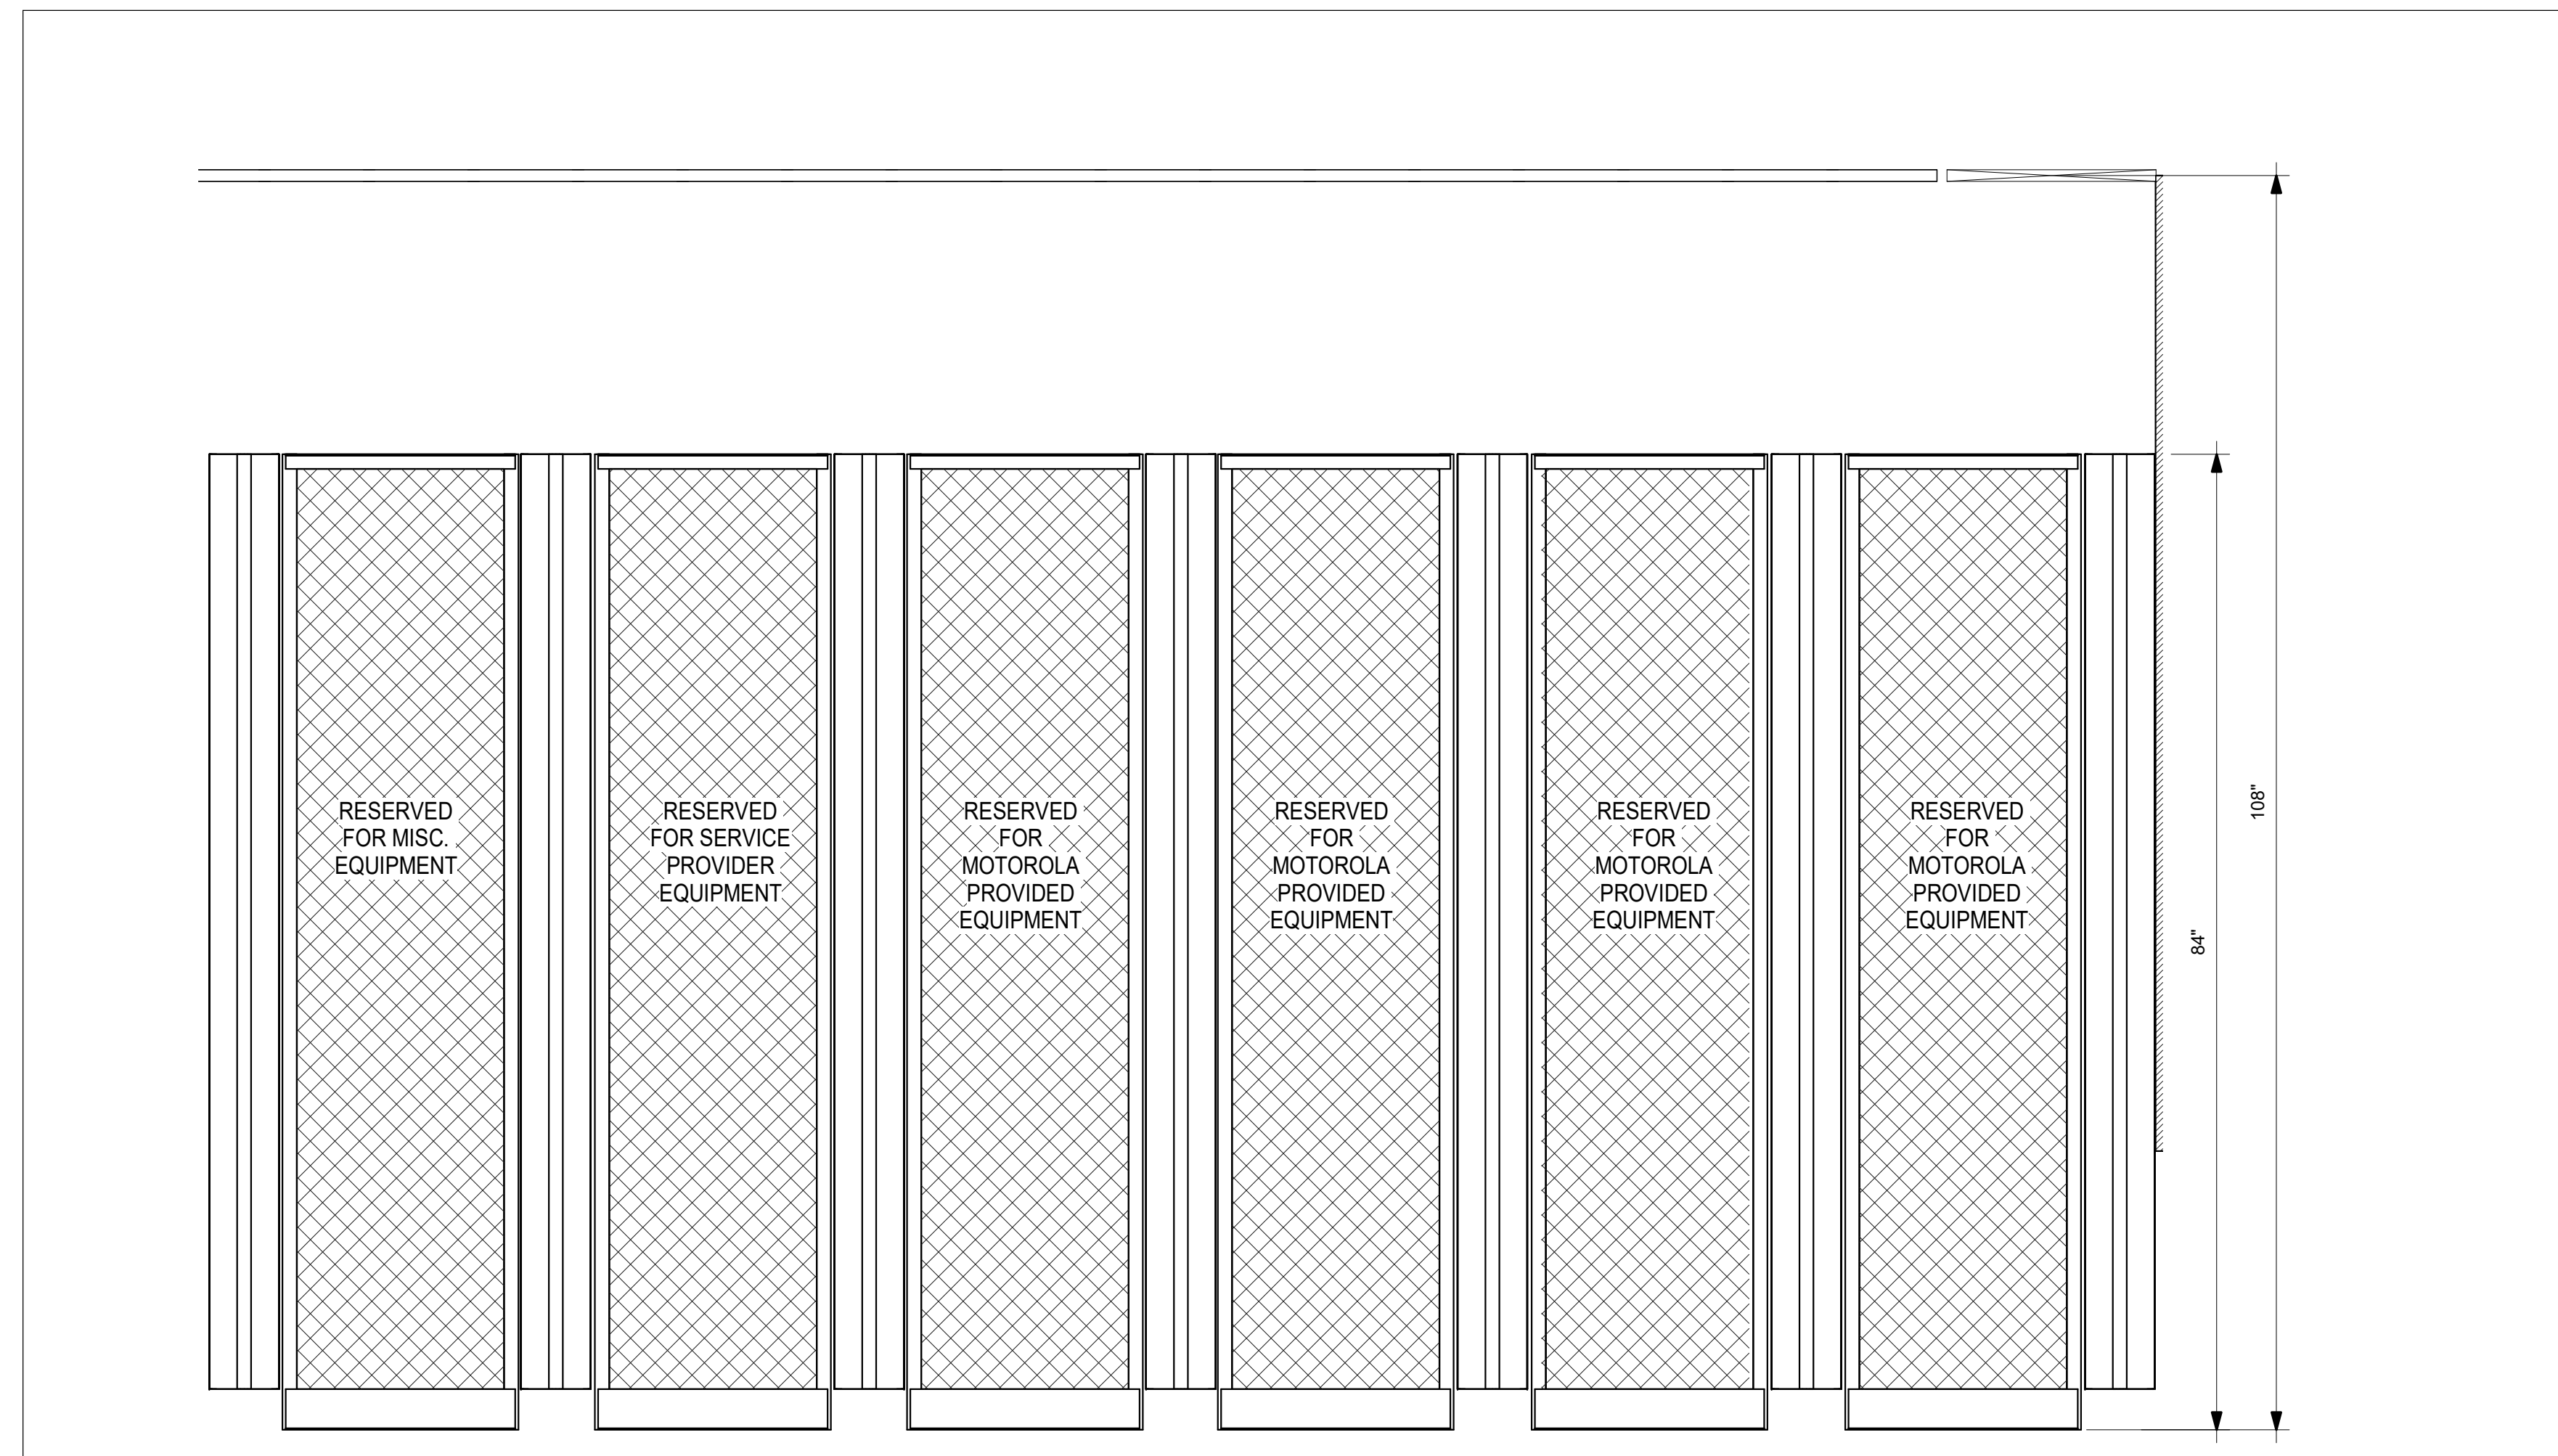 RESERVED
FOR MISC.
EQUIPMENT
RESERVED
FOR SERVICE
PROVIDER
EQUIPMENT
RESERVED
FOR
MOTOROLA
PROVIDED
EQUIPMENT
RESERVED
FOR
MOTOROLA
PROVIDED
EQUIPMENT
RESERVED
FOR
MOTOROLA
PROVIDED
EQUIPMENT
RESERVED
FOR
MOTOROLA
PROVIDED
EQUIPMENT
84"
108"